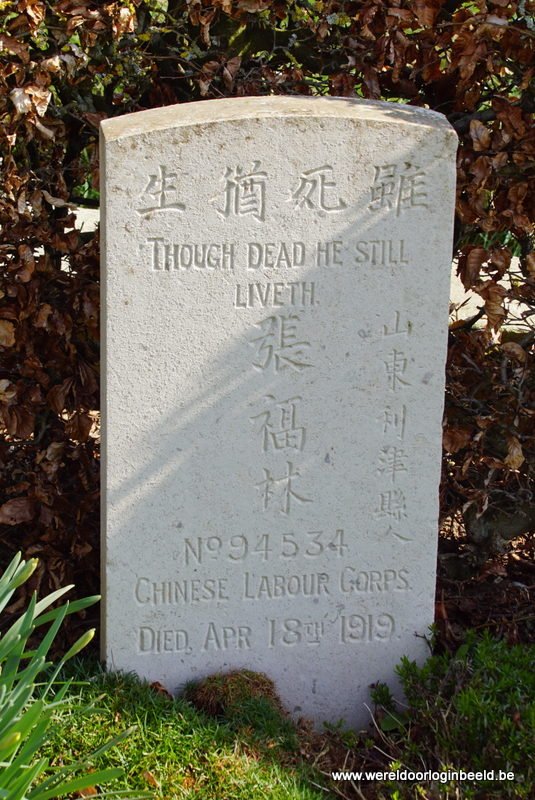 雖死猶生
THOUGH DEAD HE STILL
LIVETH.
山東利津縣人
張福林
No 94534
CHINESE LABOUR CORPS.
DIED, APR 18TH 1919.
www.wereldoorloginbeeld.be